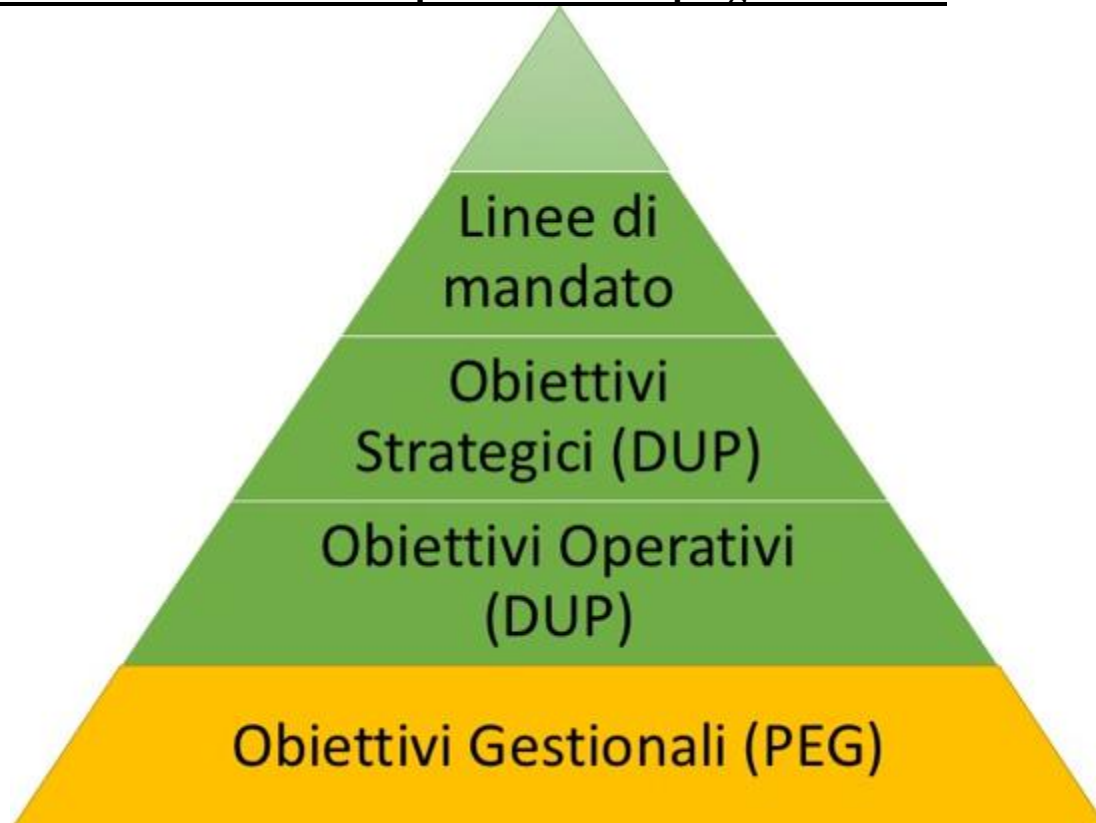 Linee di
mandato
Obiettivi
Strategici (DUP)
Obiettivi Operativi
(DUP)
Obiettivi Gestionali (PEG)